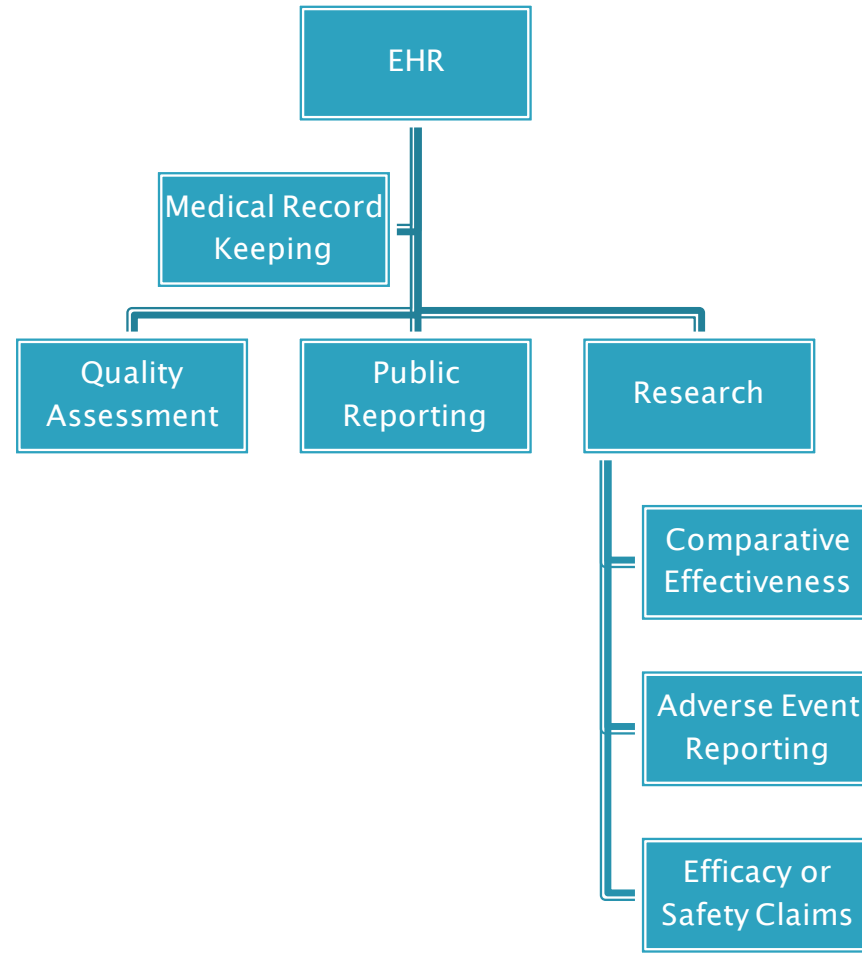 EHR
Medical Record
Keeping
Quality
Assessment
Public
Reporting
Research
Comparative
Effectiveness
Adverse Event
Reporting
Efficacy or
Safety Claims